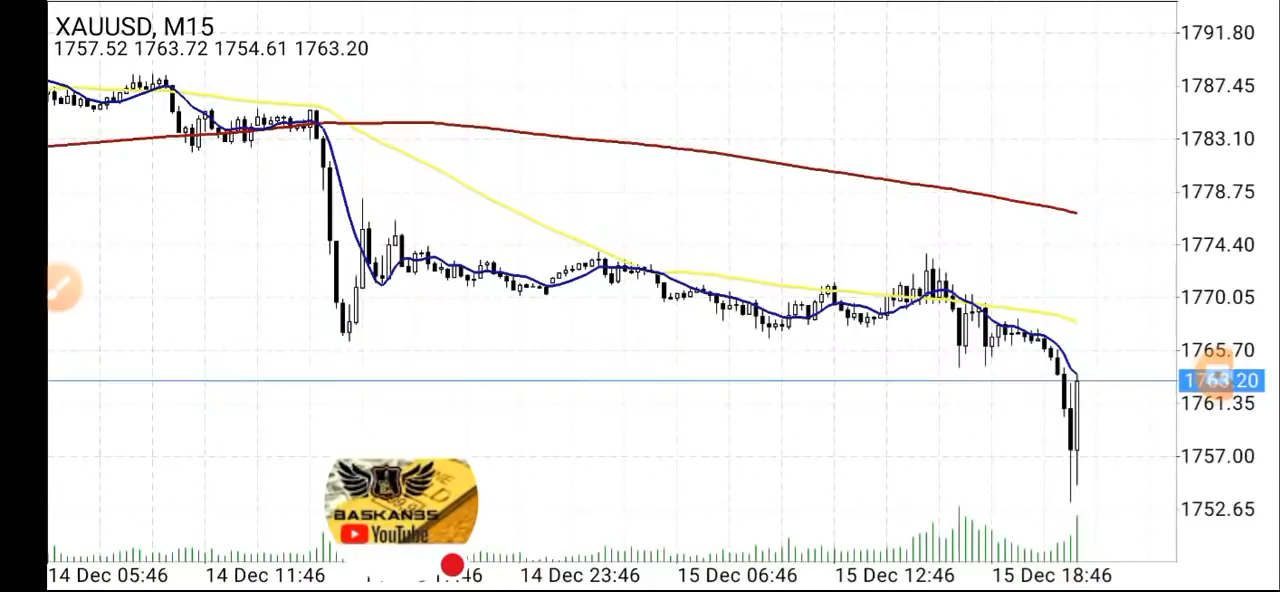 XAUUSD, M15
1757.52 1763.72 1754.61 1763.20
1791.80
1787.45
1783.10
1778.75
1774.40
1770.05
1765.70
1763.20
1761.35
1757.00
1752.65
BASKAN35
YouTube
14 Dec 05:46 14 Dec 11:46 14 Dec 23:46 15 Dec 06:46 15 Dec 12:46 15 Dec 18:46